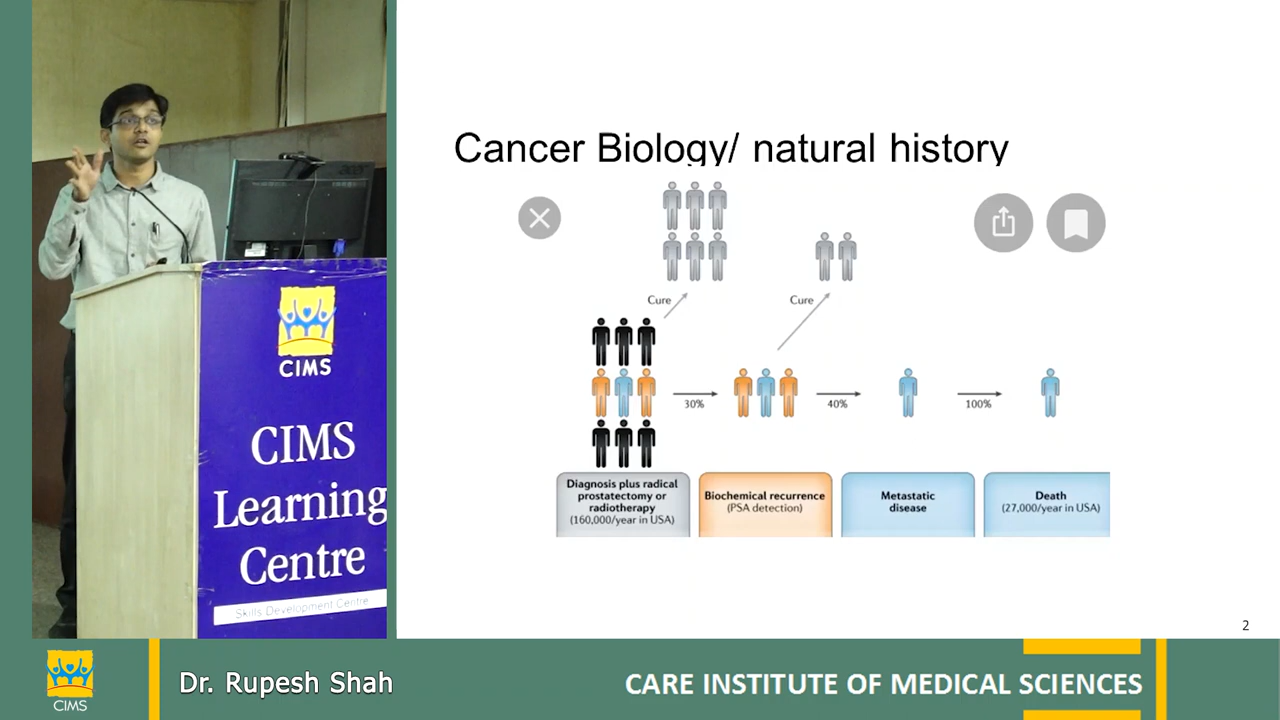 Cancer Biology/ natural history
Cure
Cure
30%
40%
100%
Diagnosis plus radical
prostatectomy or
radiotherapy
(160,000/year in USA)
Biochemical recurrence
(PSA detection)
Metastatic
disease
Death
(27,000/year in USA)
2
CIMS
CIMS
Learning
Centre
Skills Development Centre
CIMS
Dr. Rupesh Shah
CARE INSTITUTE OF MEDICAL SCIENCES